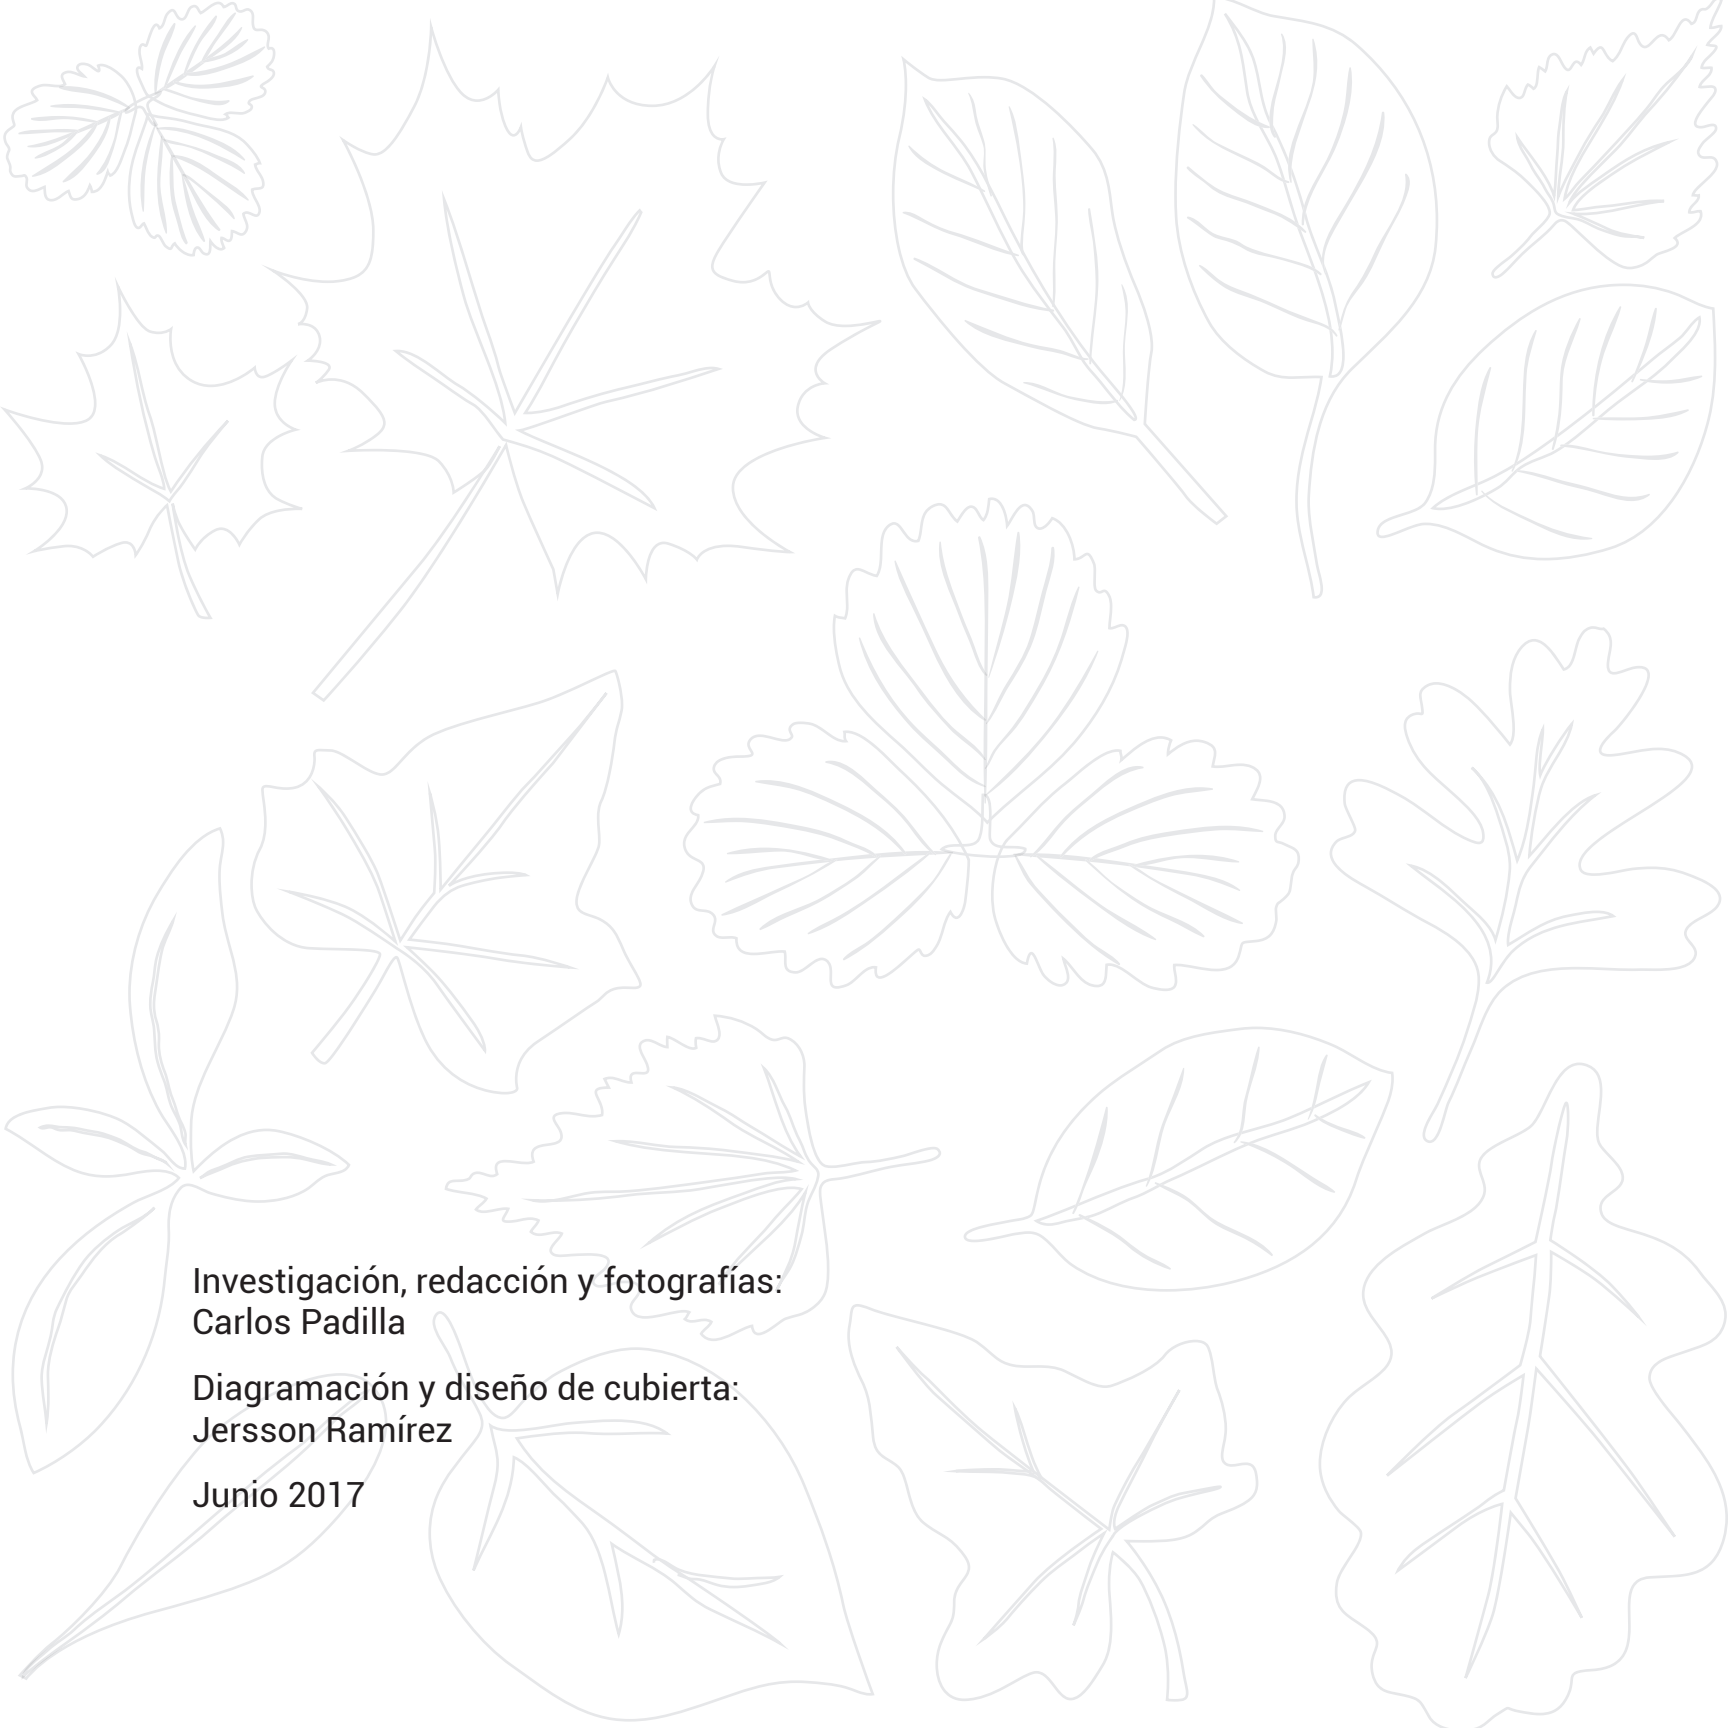 Investigación, redacción y fotografías:
Carlos Padilla
Diagramación y diseño de cubierta:
Jersson Ramírez
Junio 2017